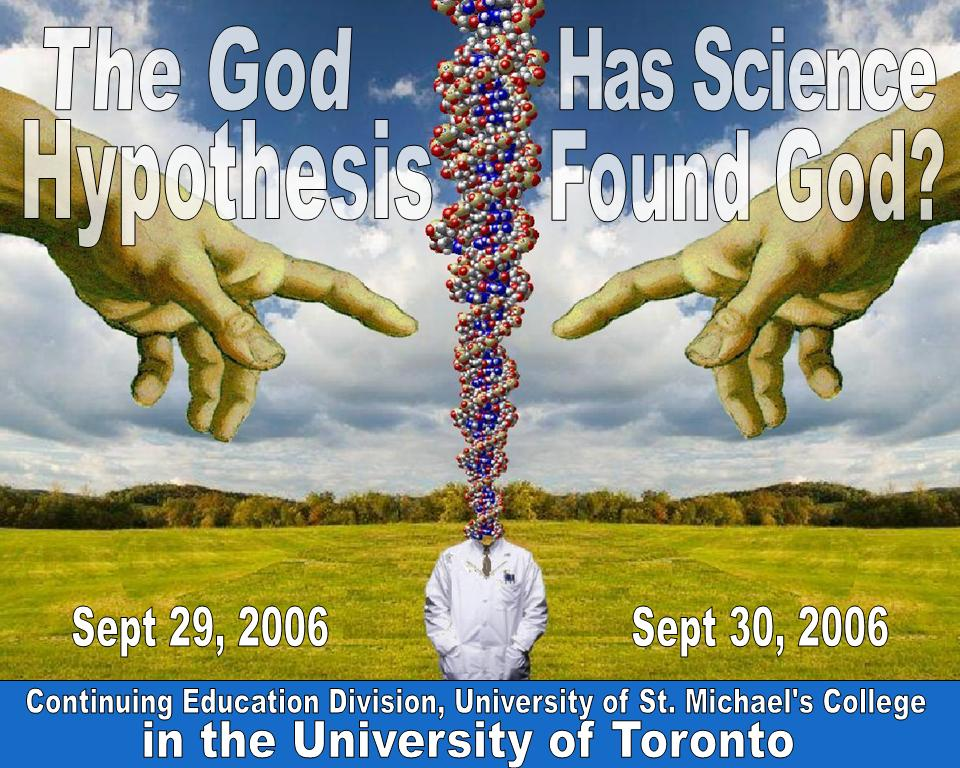 The God
Hypothesis
Has Science
Found God?
Sept 29, 2006
Sept 30, 2006
Continuing Education Division, University of St. Michael's College
in the University of Toronto